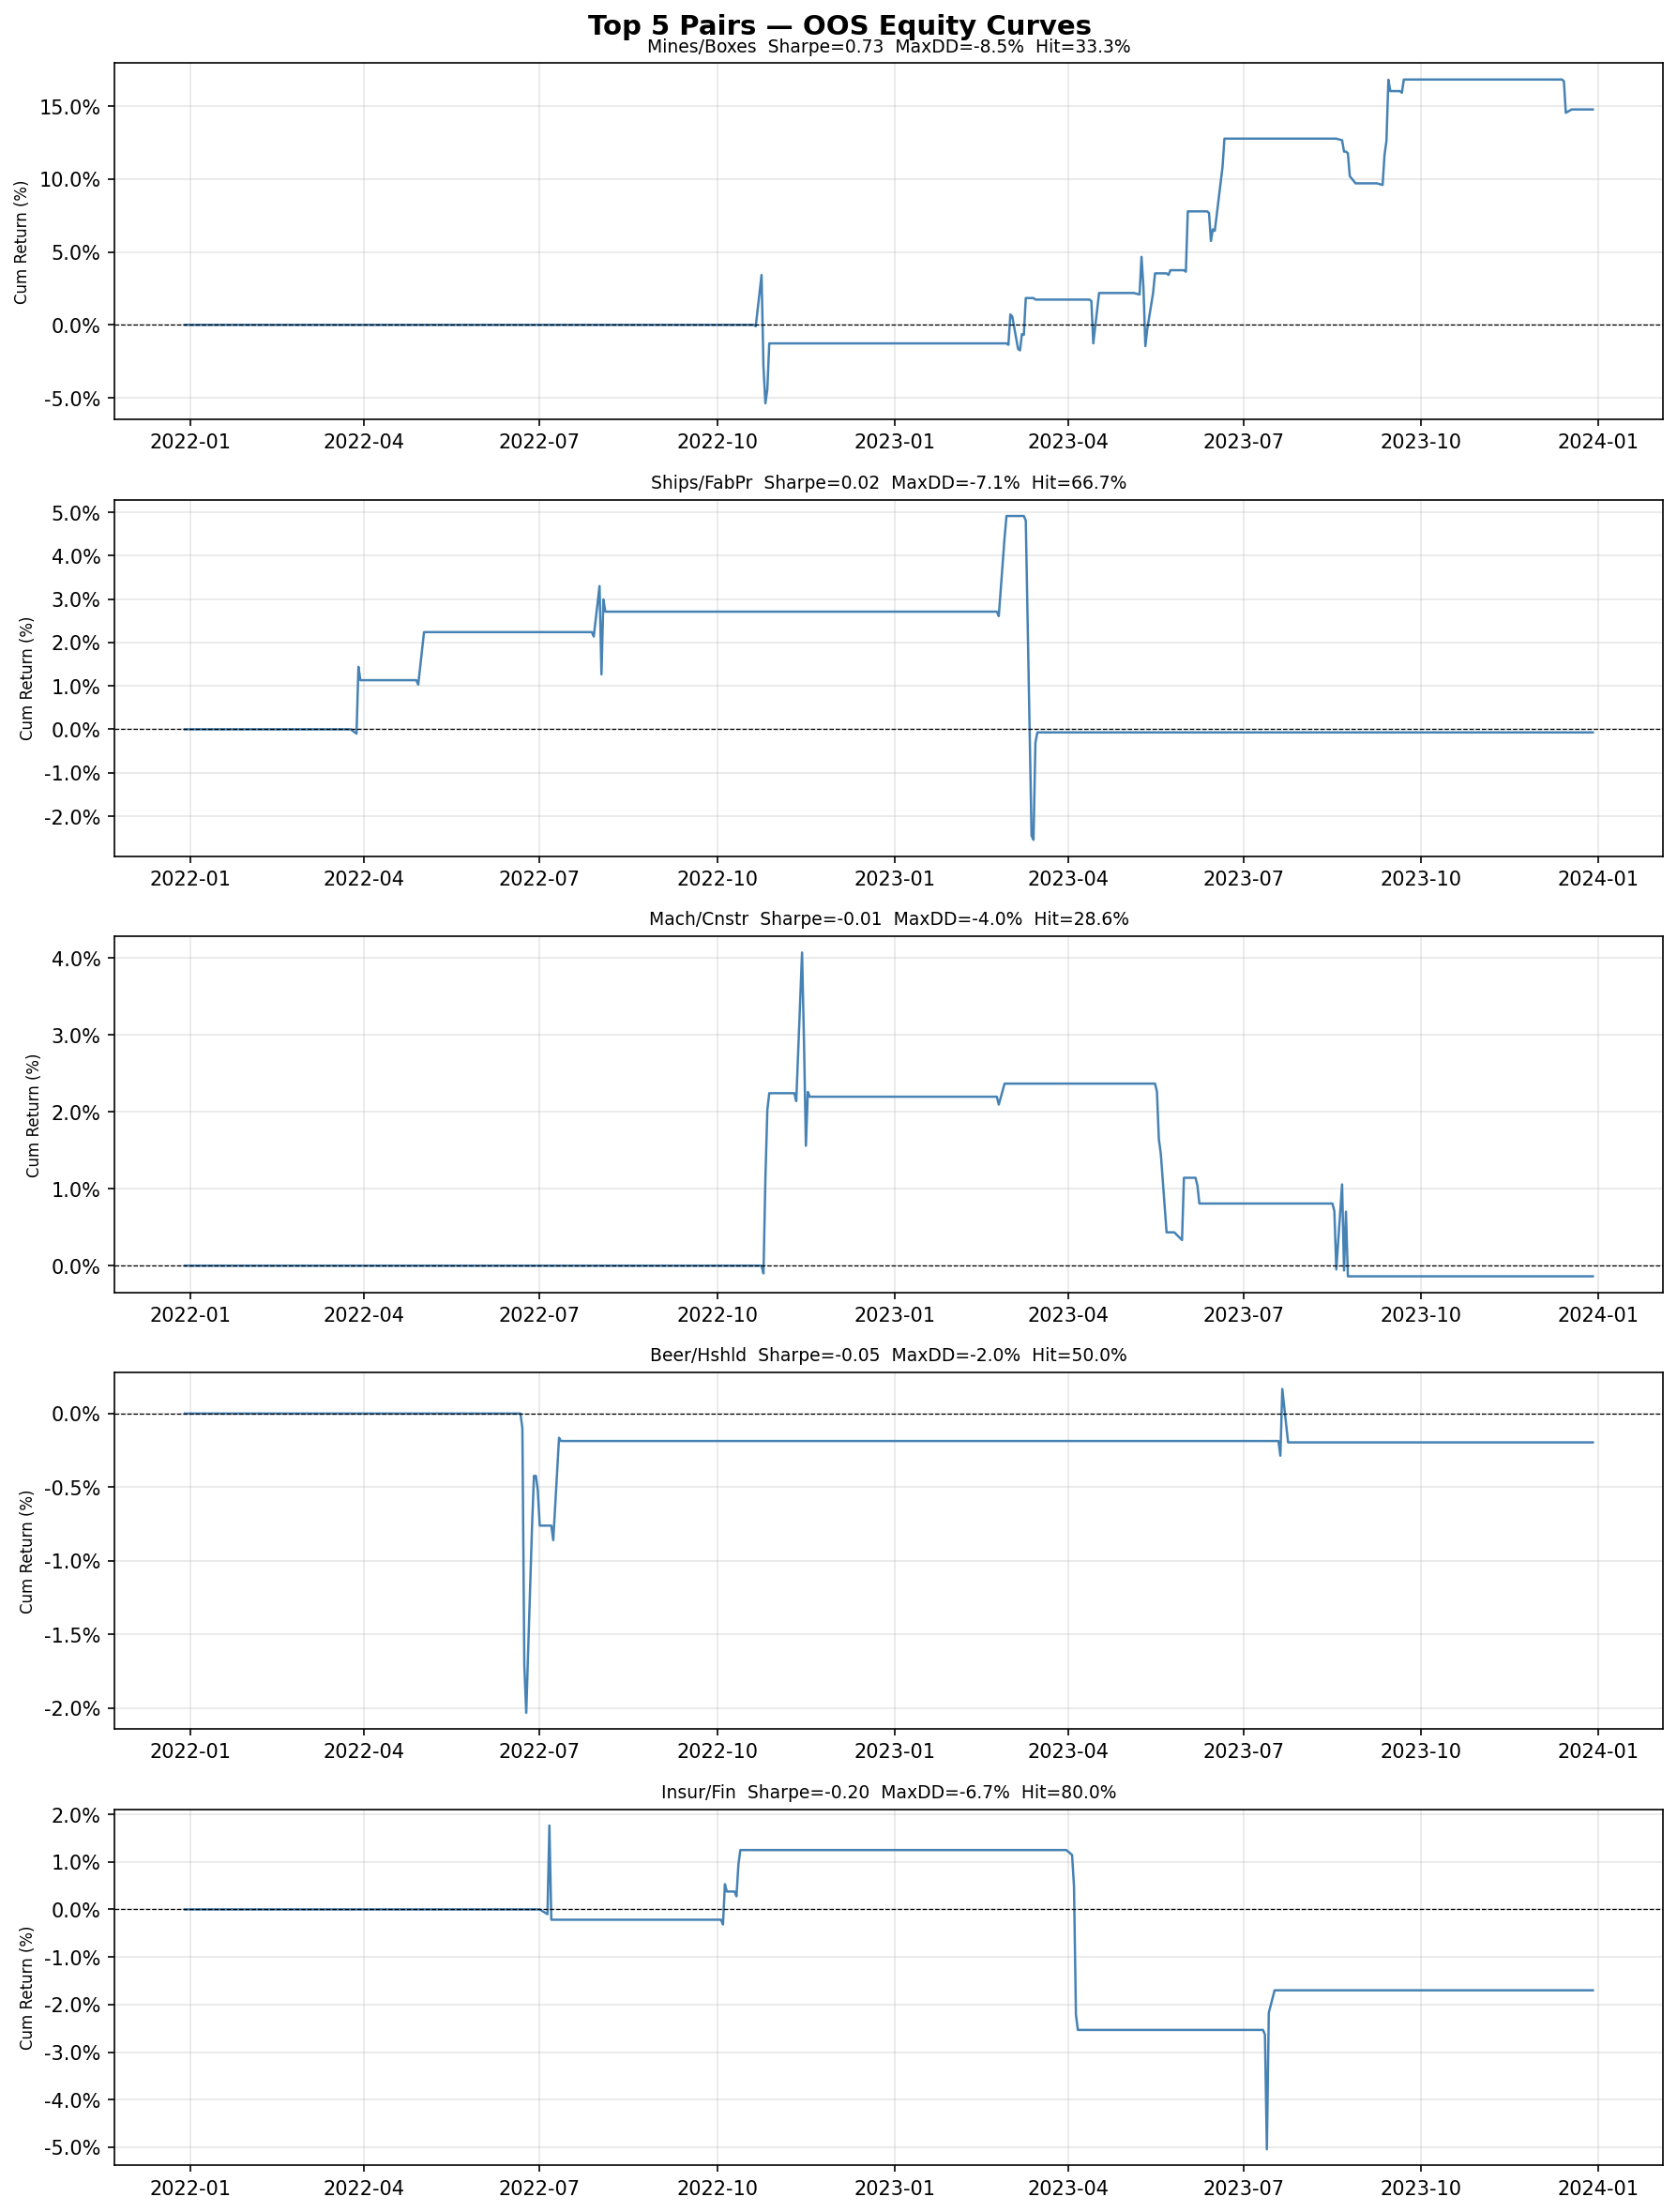 Top 5 Pairs — OOS Equity Curves
Mines/Boxes  Sharpe=0.73  MaxDD=-8.5%  Hit=33.3%
Cum Return (%)
15.0%
10.0%
5.0%
0.0%
-5.0%
2022-01 2022-04 2022-07 2022-10 2023-01 2023-04 2023-07 2023-10 2024-01
Ships/FabPr  Sharpe=0.02  MaxDD=-7.1%  Hit=66.7%
Cum Return (%)
5.0%
4.0%
3.0%
2.0%
1.0%
0.0%
-1.0%
-2.0%
2022-01 2022-04 2022-07 2022-10 2023-01 2023-04 2023-07 2023-10 2024-01
Mach/Cnstr  Sharpe=-0.01  MaxDD=-4.0%  Hit=28.6%
Cum Return (%)
4.0%
3.0%
2.0%
1.0%
0.0%
2022-01 2022-04 2022-07 2022-10 2023-01 2023-04 2023-07 2023-10 2024-01
Beer/Hshld  Sharpe=-0.05  MaxDD=-2.0%  Hit=50.0%
Cum Return (%)
0.0%
-0.5%
-1.0%
-1.5%
-2.0%
2022-01 2022-04 2022-07 2022-10 2023-01 2023-04 2023-07 2023-10 2024-01
Insur/Fin  Sharpe=-0.20  MaxDD=-6.7%  Hit=80.0%
Cum Return (%)
2.0%
1.0%
0.0%
-1.0%
-2.0%
-3.0%
-4.0%
-5.0%
2022-01 2022-04 2022-07 2022-10 2023-01 2023-04 2023-07 2023-10 2024-01